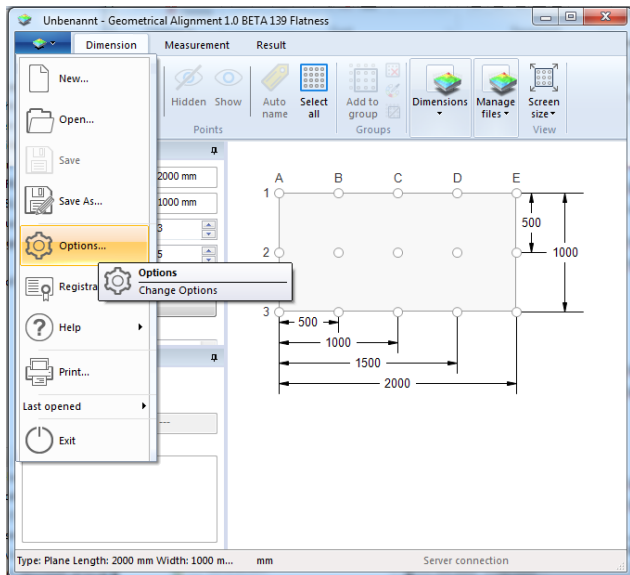 Unbenannt - Geometrical Alignment 1.0 BETA 139 Flatness
Dimension Measurement Result
New...
Open...
Save
Save As...
Options...
Help
Print...
Last opened
Exit
Hidden Show
Points
Auto name
Select all
Add to group
Groups
Dimensions
Manage files
Screen size
View
2000 mm
1000 mm
3
5
Options
Change Options
---
A B C D E
1
2
3
500
1000
500
1000
1500
2000
Type: Plane Length: 2000 mm Width: 1000 m... mm Server connection